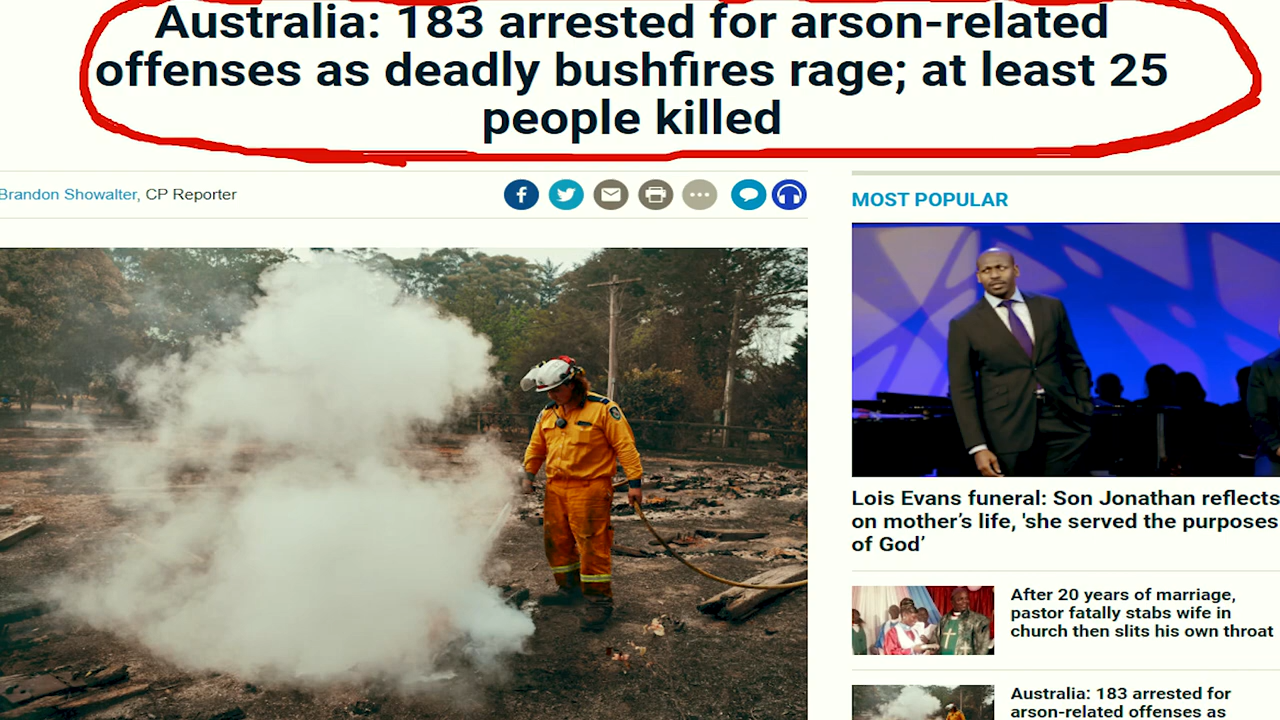 Australia: 183 arrested for arson-related
offenses as deadly bushfires rage; at least 25
people killed
Brandon Showalter, CP Reporter
MOST POPULAR
Lois Evans funeral: Son Jonathan reflects
on mother’s life, 'she served the purposes
of God’
After 20 years of marriage,
pastor fatally stabs wife in
church then slits his own throat
Australia: 183 arrested for
arson-related offenses as